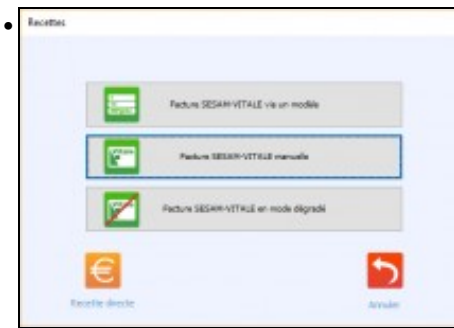 Recettes
Facture SESAM-VITALE via un modèle
Facture SESAM-VITALE manuelle
Facture SESAM-VITALE en mode dégradé
Recette directe
Annuler